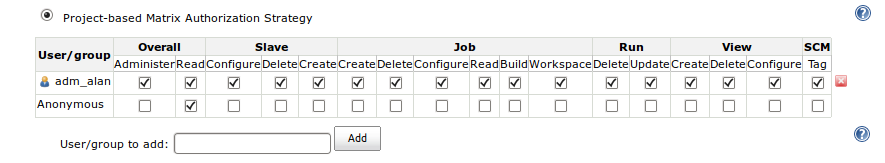 Project-based Matrix Authorization Strategy
User/group Overall Slave Job Run View SCM
Administer Read Configure Delete Create Create Delete Configure Read Build Workspace Delete Update Create Delete Configure Tag
adm_alan
Anonymous
User/group to add: Add